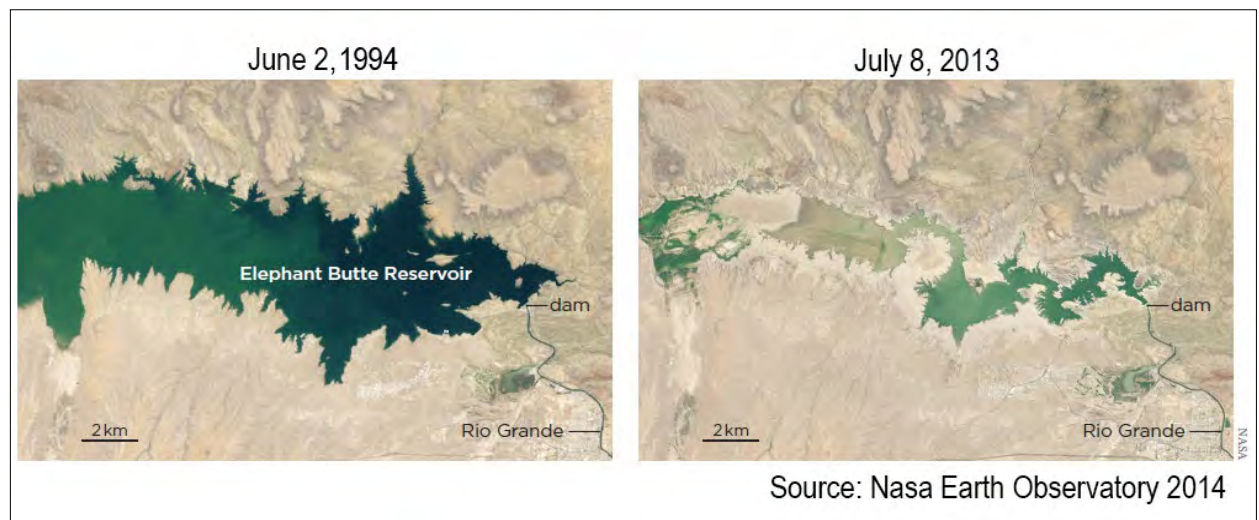 June 2,1994
July 8, 2013
Elephant Butte Reservoir
dam
2 km
Rio Grande
dam
2 km
Rio Grande
NASA
Source: Nasa Earth Observatory 2014